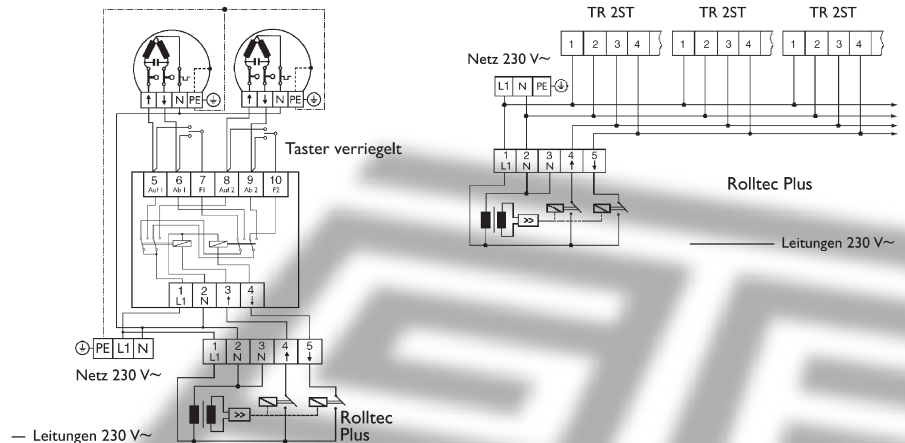 TR 2ST TR 2ST TR 2ST
1 2 3 4 1 2 3 4 1 2 3 4
Netz 230 V~
L1 N PE
1 2 3 4 5
L1 N N ↑ ↓
>>
Rolltec Plus
Leitungen 230 V~
↑ ↓ N PE ↑ ↓ N PE
Taster verriegelt
5 6 7 8 9 10
Auf 1 Ab 1 F1 Auf 2 Ab 2 F2
1 2 3 4
L1 N ↑ ↓
PE L1 N
Netz 230 V~
1 2 3 4 5
L1 N N ↑ ↓
>>
Rolltec
Plus
— Leitungen 230 V~